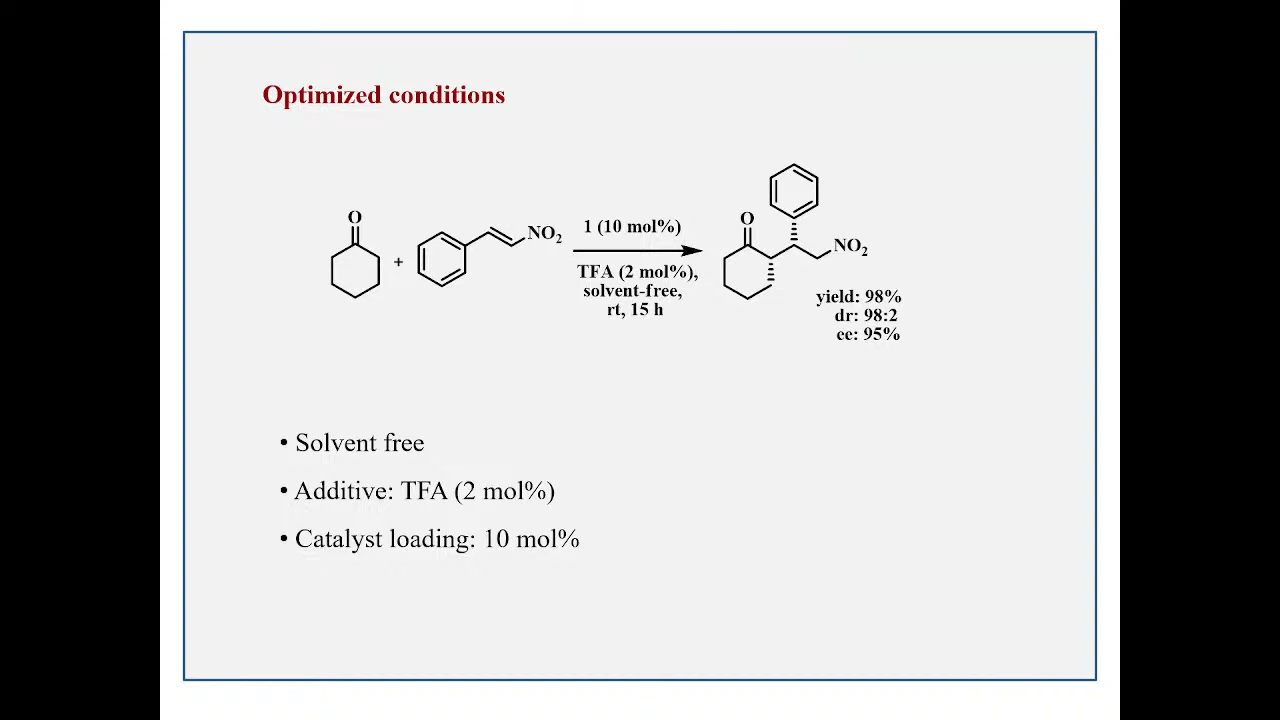 Optimized conditions
O
+
NO2
1 (10 mol%)
TFA (2 mol%),
solvent-free,
rt, 15 h
O
NO2
yield: 98%
dr: 98:2
ee: 95%
• Solvent free
• Additive: TFA (2 mol%)
• Catalyst loading: 10 mol%